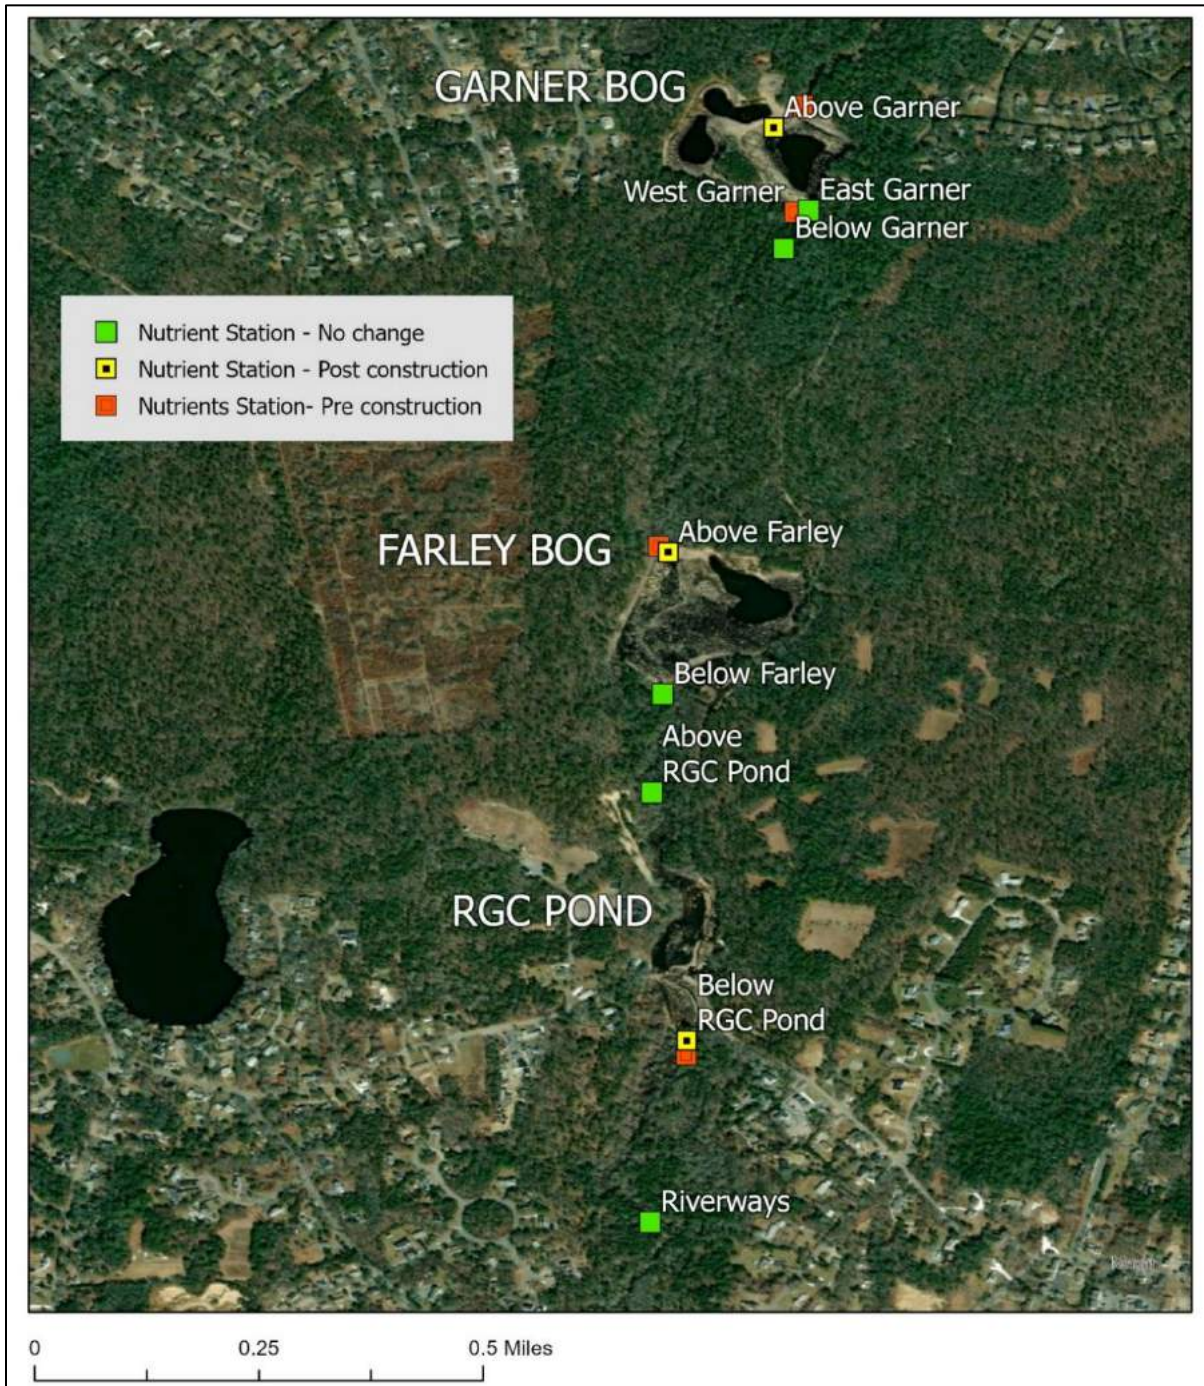 GARNER BOG
Above Garner
West Garner
East Garner
Below Garner
Nutrient Station - No change
Nutrient Station - Post construction
Nutrients Station- Pre construction
FARLEY BOG
Above Farley
Below Farley
Above
RGC Pond
RGC POND
Below
RGC Pond
Riverways
0 0.25 0.5 Miles